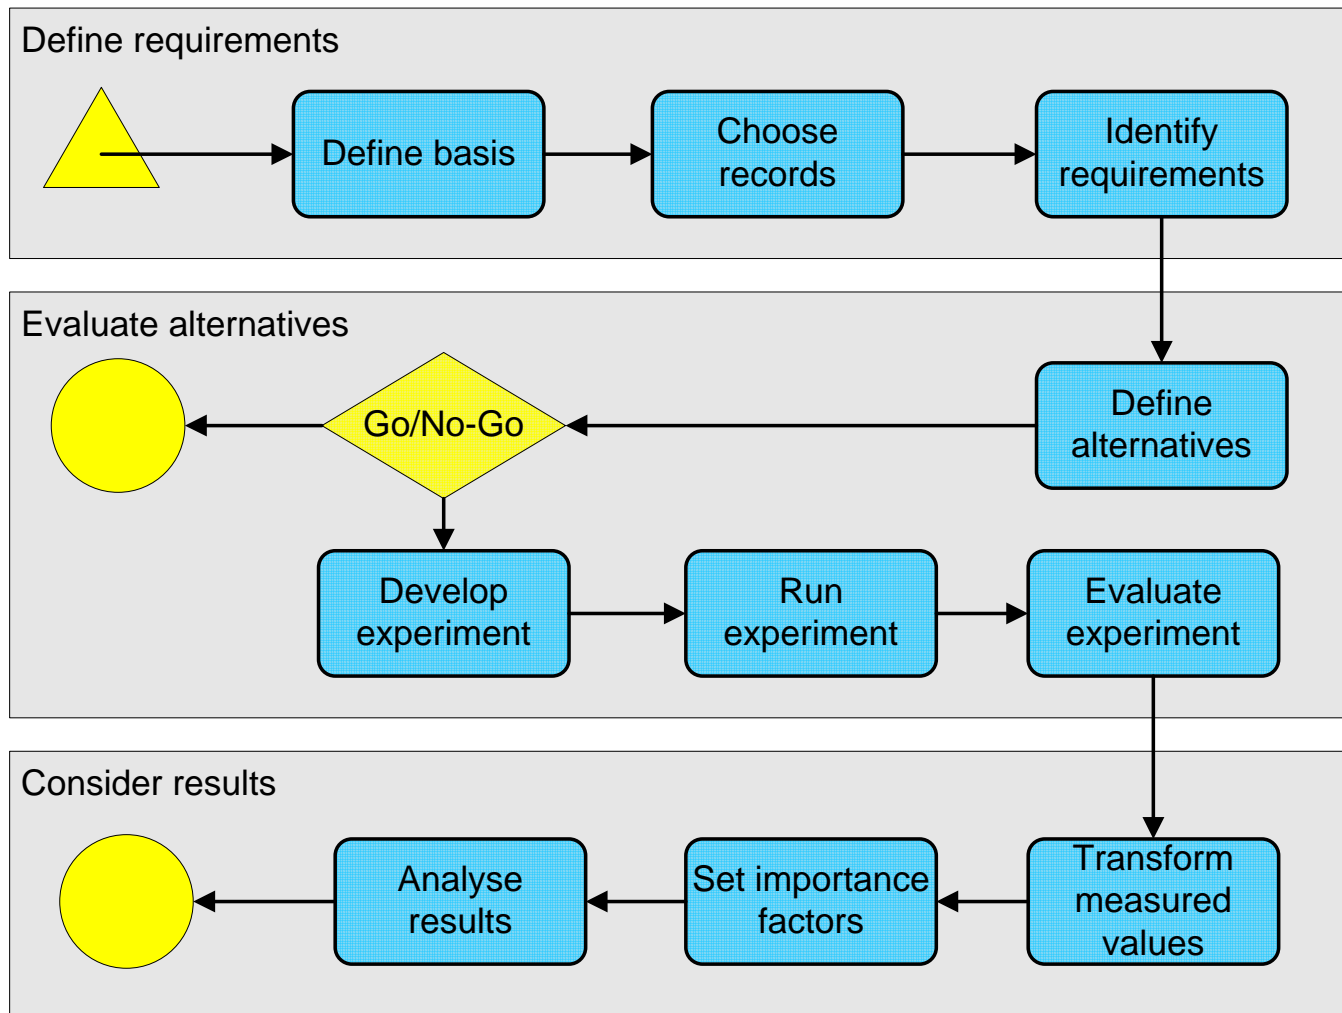 Define requirements
Define basis
Choose
records
Identify
requirements
Evaluate alternatives
Go/No-Go
Define
alternatives
Develop
experiment
Run
experiment
Evaluate
experiment
Consider results
Analyse
results
Set importance
factors
Transform
measured
values